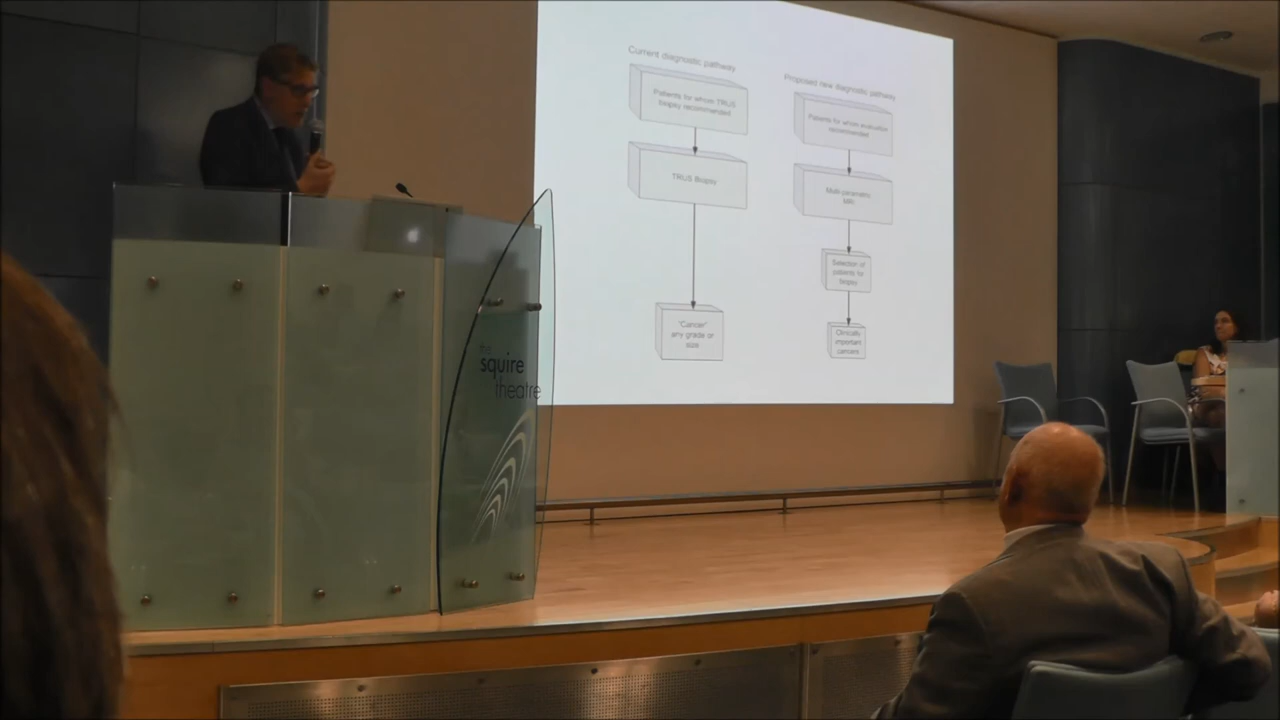 Current diagnostic pathway
Patients for whom TRUS
biopsy recommended
TRUS Biopsy
"Cancer"
any grade or
size
Proposed new diagnostic pathway
Patients for whom evaluation
recommended
Multi-parametric
MRI
Selection of
patients for
biopsy
Clinically
important
cancers
the
squire
theatre